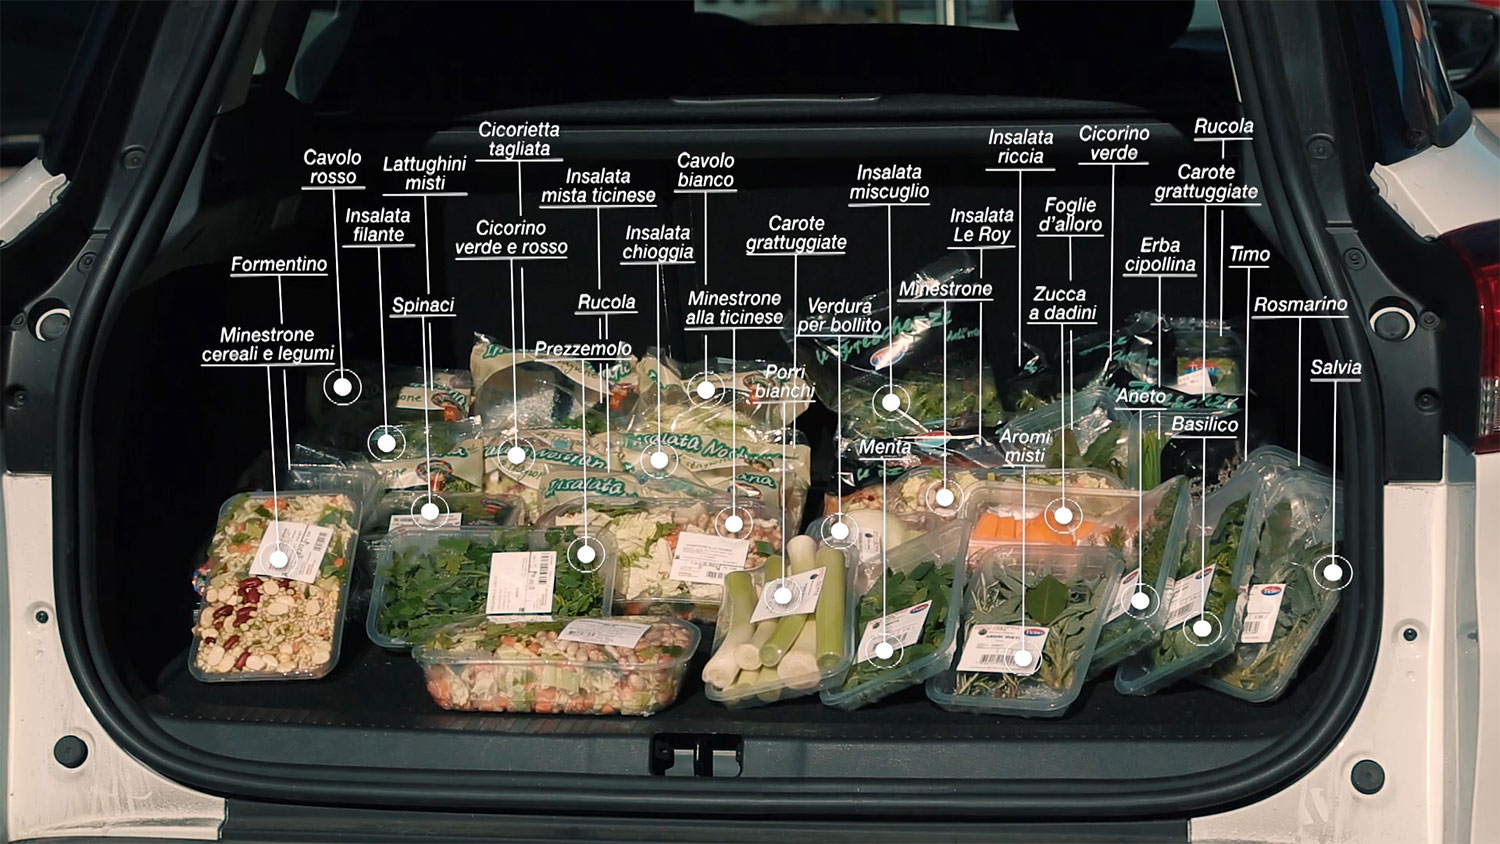 Cavolo
rosso
Lattughini
misti
Cicorietta
tagliata
Insalata
mista ticinese
Cavolo
bianco
Insalata
miscuglio
Insalata
riccia
Cicorino
verde
Rucola
Carote
grattuggiate
Insalata
filante
Cicorino
verde e rosso
Insalata
chioggia
Carote
grattuggiate
Insalata
Le Roy
Foglie
d'alloro
Erba
cipollina
Timo
Formentino
Spinaci
Rucola
Minestrone
alla ticinese
Verdura
per bollito
Minestrone
Zucca
a dadini
Rosmarino
Minestrone
cereali e legumi
Prezzemolo
Porri
bianchi
Salvia
Aneto
Basilico
Menta
Aromi
misti
le Freschezze
Insalata